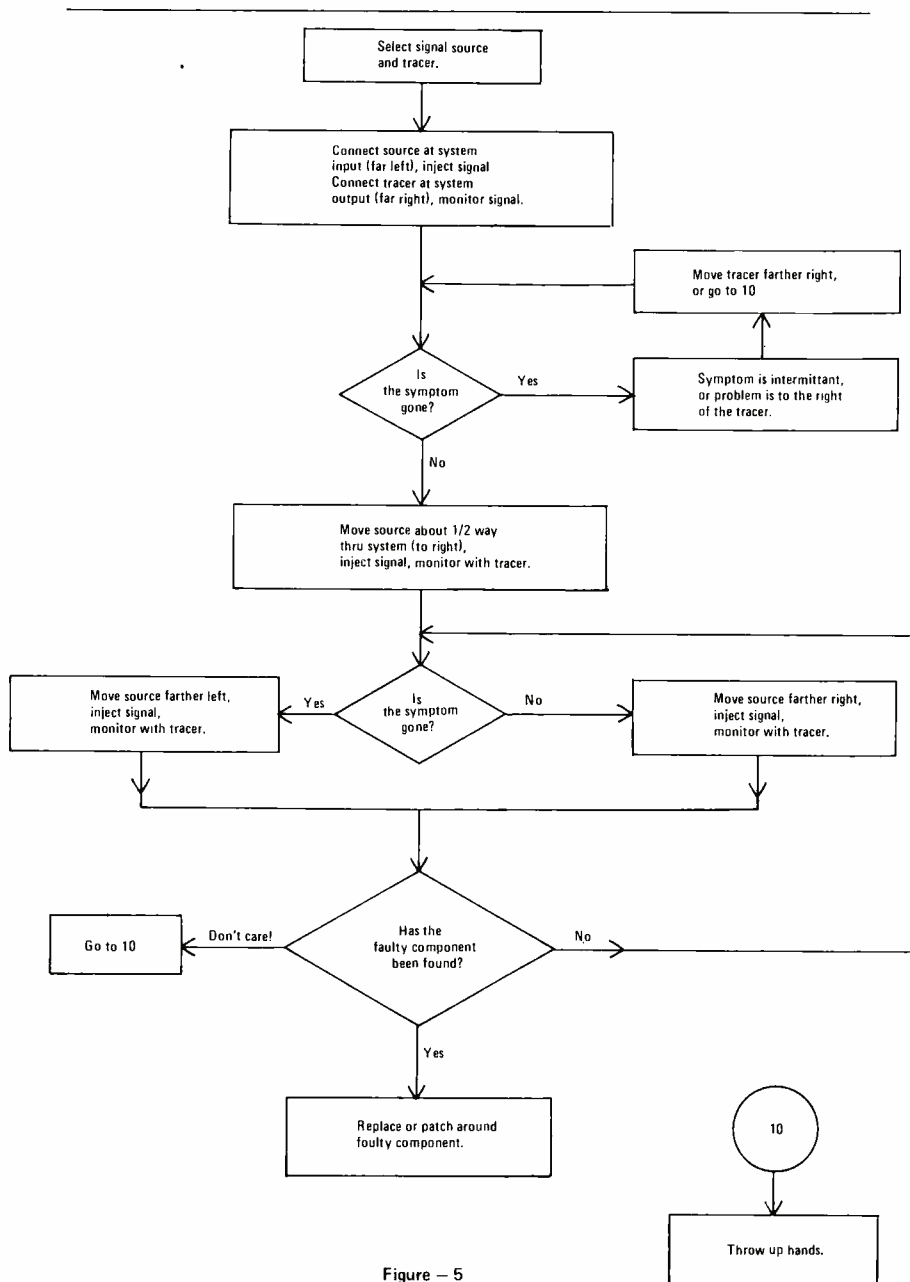 Select signal source
and tracer.
Connect source at system
input (far left), inject signal
Connect tracer at system
output (far right), monitor signal.
Move tracer farther right,
or go to 10
Is
the symptom
gone?
Yes
Symptom is intermittant,
or problem is to the right
of the tracer.
No
Move source about 1/2 way
thru system (to right),
inject signal, monitor with tracer.
Move source farther left,
inject signal,
monitor with tracer.
Yes
Is
the symptom
gone?
No
Move source farther right,
inject signal,
monitor with tracer.
Go to 10
Don't care!
Has the
faulty component
been found?
No
Yes
Replace or patch around
foulty component.
10
Throw up hands.
Figure – 5